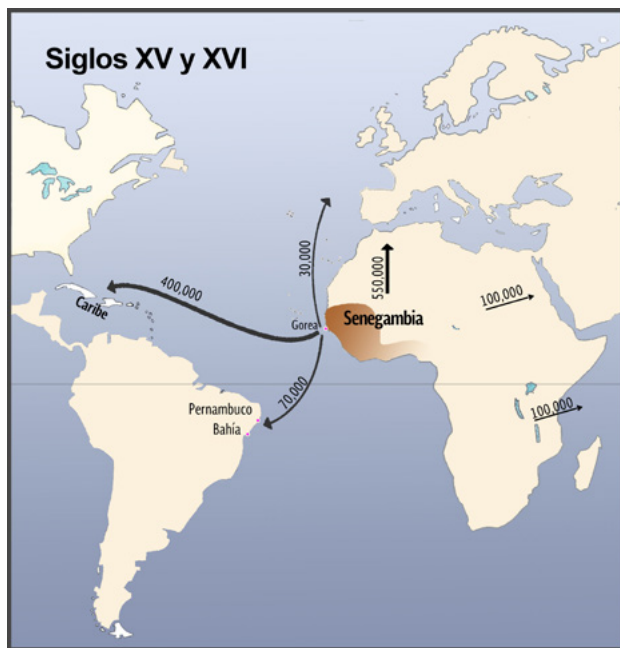 Siglos XV y XVI
30,000
550,000
400,000
100,000
Caribe
Gorea
Senegambia
70,000
Pernambuco
Bahía
100,000